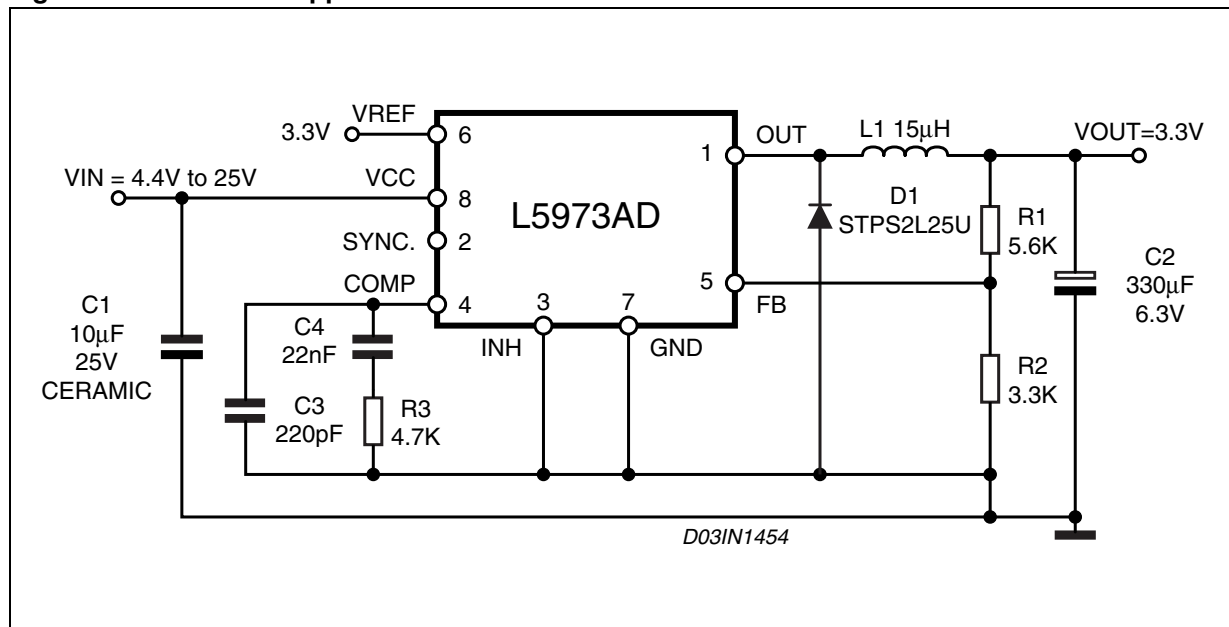 VREF
3.3V
6
OUT
L1 15µH
VOUT=3.3V
1
VIN = 4.4V to 25V
VCC
8
L5973AD
D1
STPS2L25U
R1
5.6K
SYNC.
2
COMP
4
3
7
5
FB
C2
330µF
6.3V
C1
10µF
25V
CERAMIC
C4
22nF
INH
GND
R2
3.3K
C3
220pF
R3
4.7K
D03IN1454